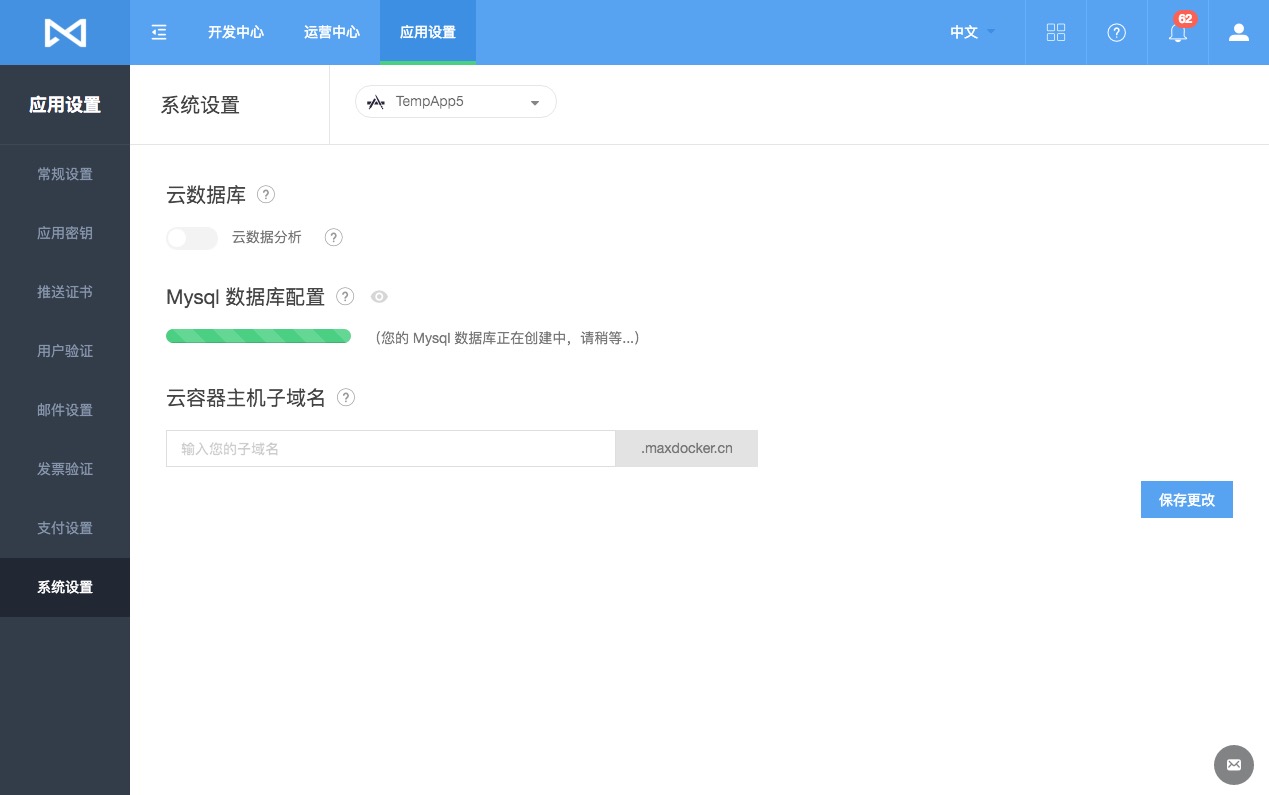 开发中心 运营中心 应用设置 中文 62
应用设置
系统设置 TempApp5
常规设置
应用密钥
推送证书
用户验证
邮件设置
发票验证
支付设置
系统设置
云数据库 ?
云数据分析 ?
Mysql 数据库配置 ?
（您的 Mysql 数据库正在创建中，请稍等...）
云容器主机子域名 ?
输入您的子域名 .maxdocker.cn
保存更改